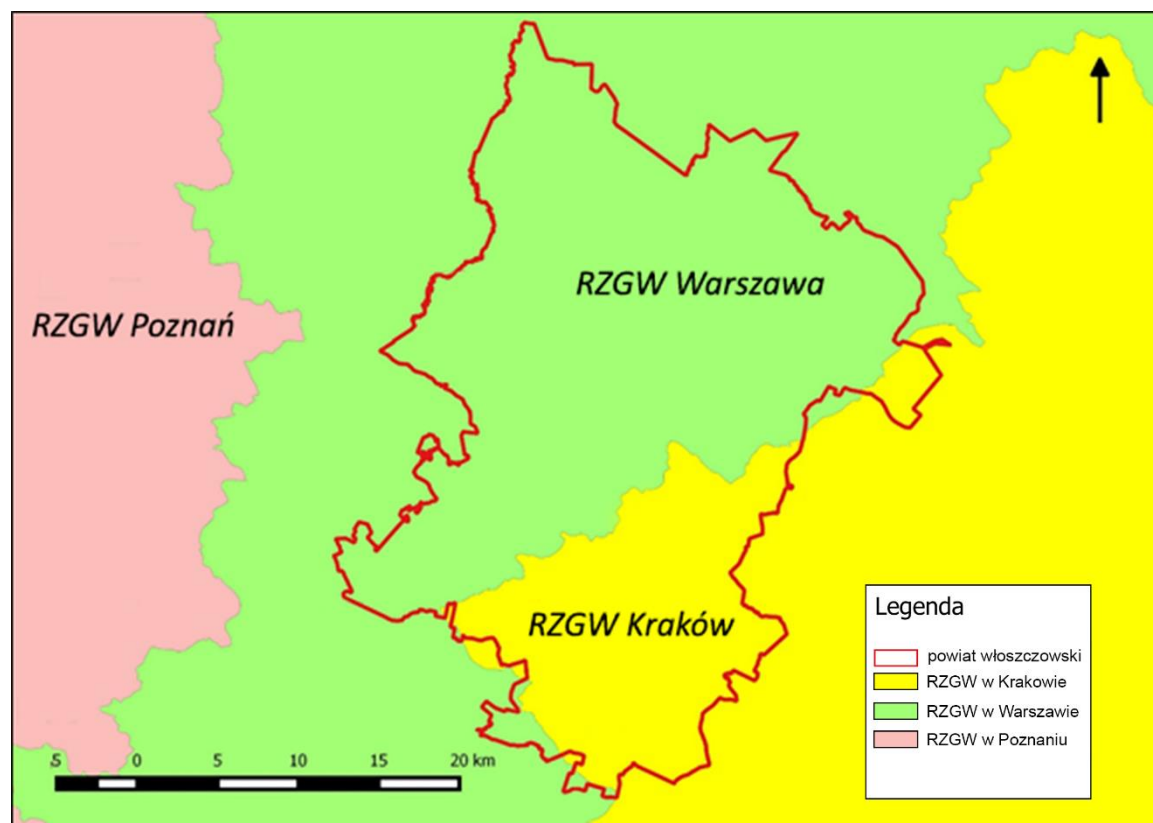 RZGW Warszawa
RZGW Poznań
RZGW Kraków
Legenda
powiat włoszczowski
RZGW w Krakowie
RZGW w Warszawie
RZGW w Poznaniu
5 0 5 10 15 20 km